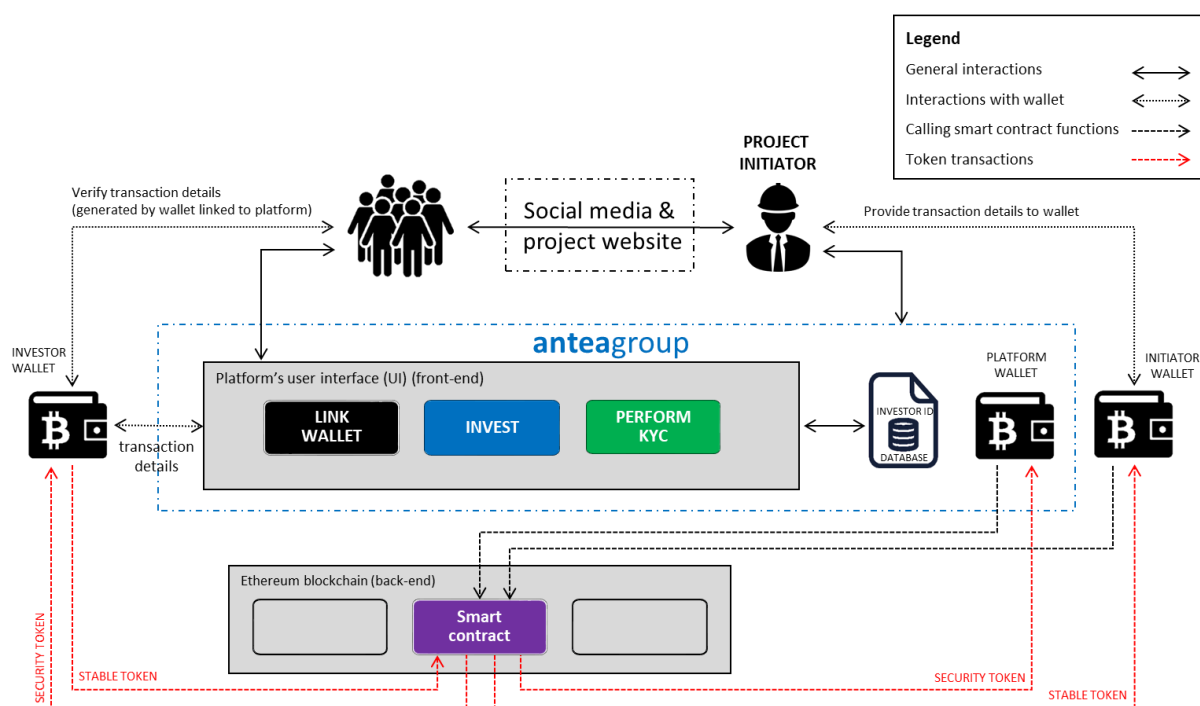 Legend
General interactions
Interactions with wallet
Calling smart contract functions
Token transactions
PROJECT
INITIATOR
Verify transaction details
(generated by wallet linked to platform)
Social media &
project website
Provide transaction details to wallet
anteagroup
INVESTOR
WALLET
PLATFORM
WALLET
INITIATOR
WALLET
Platform's user interface (UI) (front-end)
LINK
WALLET
INVEST
PERFORM
KYC
INVESTOR ID
DATABASE
transaction
details
Ethereum blockchain (back-end)
Smart
contract
SECURITY TOKEN
STABLE TOKEN
SECURITY TOKEN
STABLE TOKEN